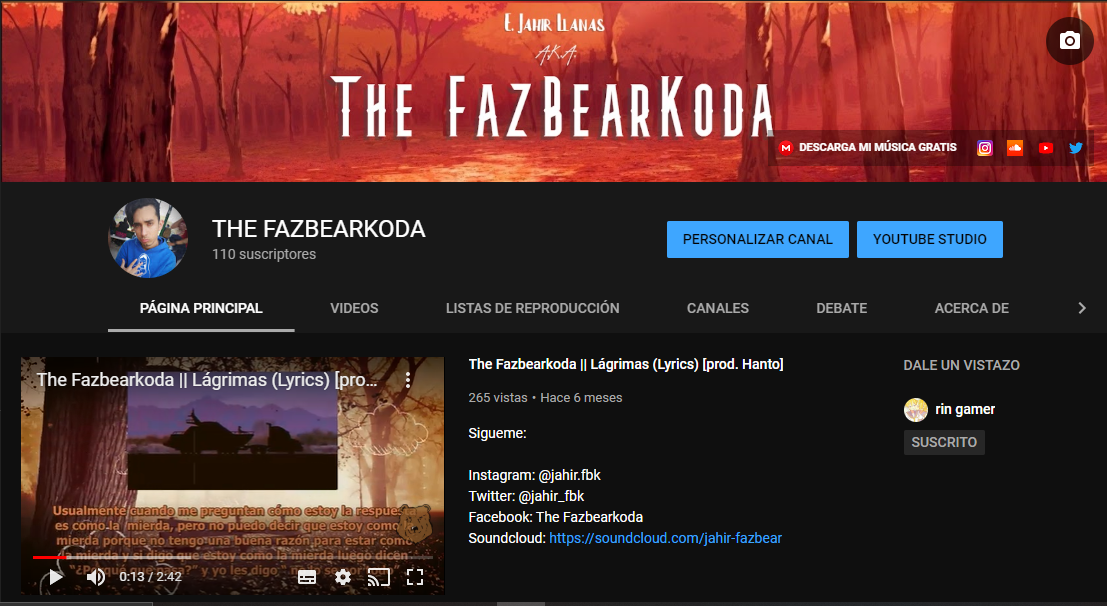 E. Jahir Llanas
A.K.A.
The FazBearKoda
DESCARGA MI MÚSICA GRATIS
THE FAZBEARKODA
110 suscriptores
PERSONALIZAR CANAL
YOUTUBE STUDIO
PÁGINA PRINCIPAL
VIDEOS
LISTAS DE REPRODUCCIÓN
CANALES
DEBATE
ACERCA DE
The Fazbearkoda || Lágrimas (Lyrics) [pro...
Usualmente cuando me preguntan cómo estoy la respuesta
es como la mierda, pero no puedo decir que estoy como
mierda porque no tengo una buena razón para estar como
la mierda y si digo que estoy como la mierda luego dicen
"¿Porqué que pasa?" y yo les digo
0:13 / 2:42
The Fazbearkoda || Lágrimas (Lyrics) [prod. Hanto]
265 vistas • Hace 6 meses
Sigueme:
Instagram: @jahir.fbk
Twitter: @jahir_fbk
Facebook: The Fazbearkoda
Soundcloud: https://soundcloud.com/jahir-fazbear
DALE UN VISTAZO
rin gamer
SUSCRITO